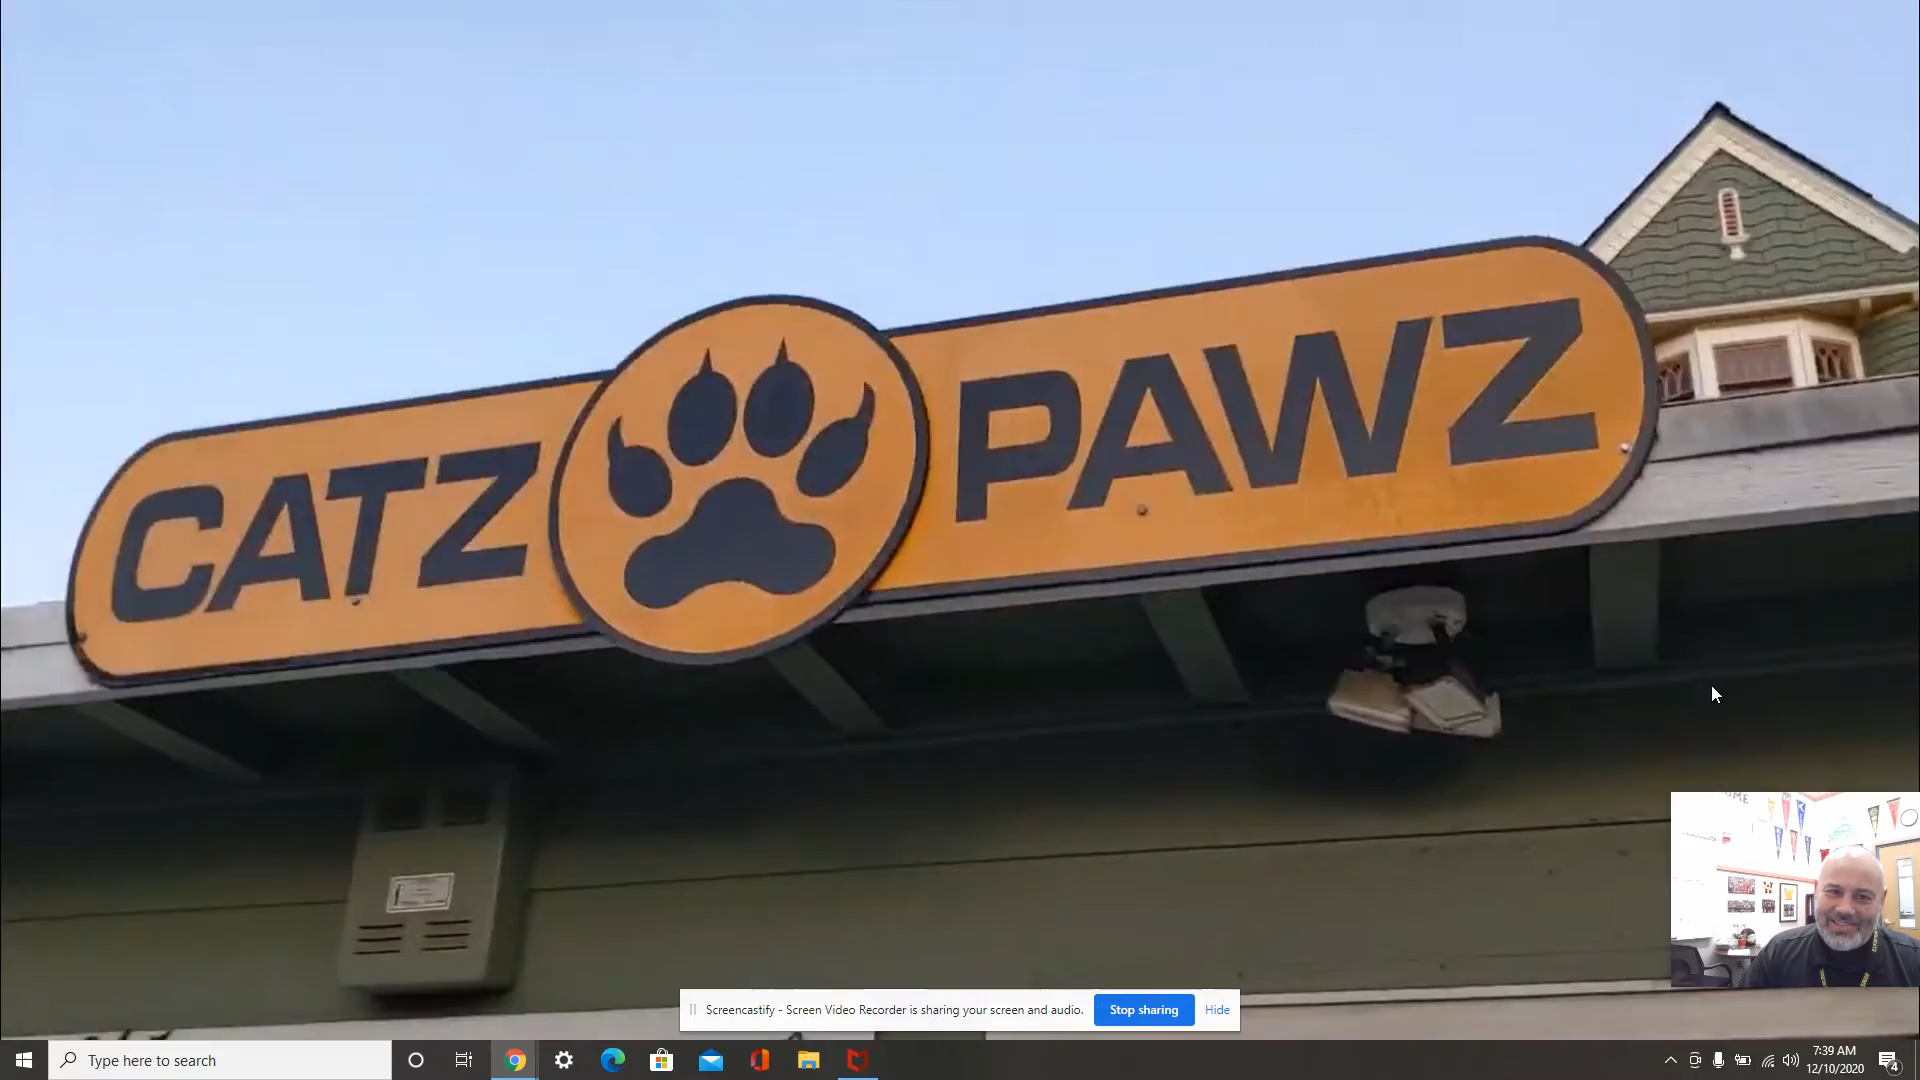 CATZ PAWZ
Screencastify - Screen Video Recorder is sharing your screen and audio.
Stop sharing
Hide
Type here to search
7:39 AM
12/10/2020
4